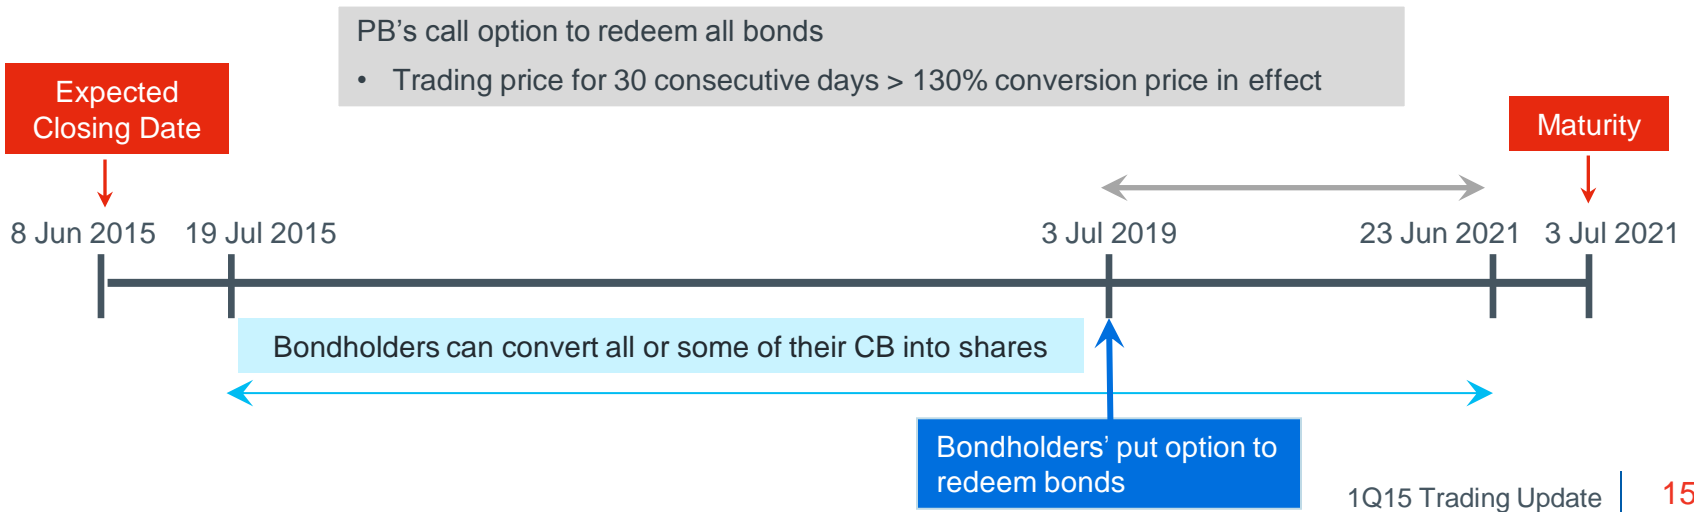 PB’s call option to redeem all bonds
• Trading price for 30 consecutive days > 130% conversion price in effect
Expected
Closing Date
Maturity
8 Jun 2015
19 Jul 2015
3 Jul 2019
23 Jun 2021
3 Jul 2021
Bondholders can convert all or some of their CB into shares
Bondholders’ put option to
redeem bonds
1Q15 Trading Update
15